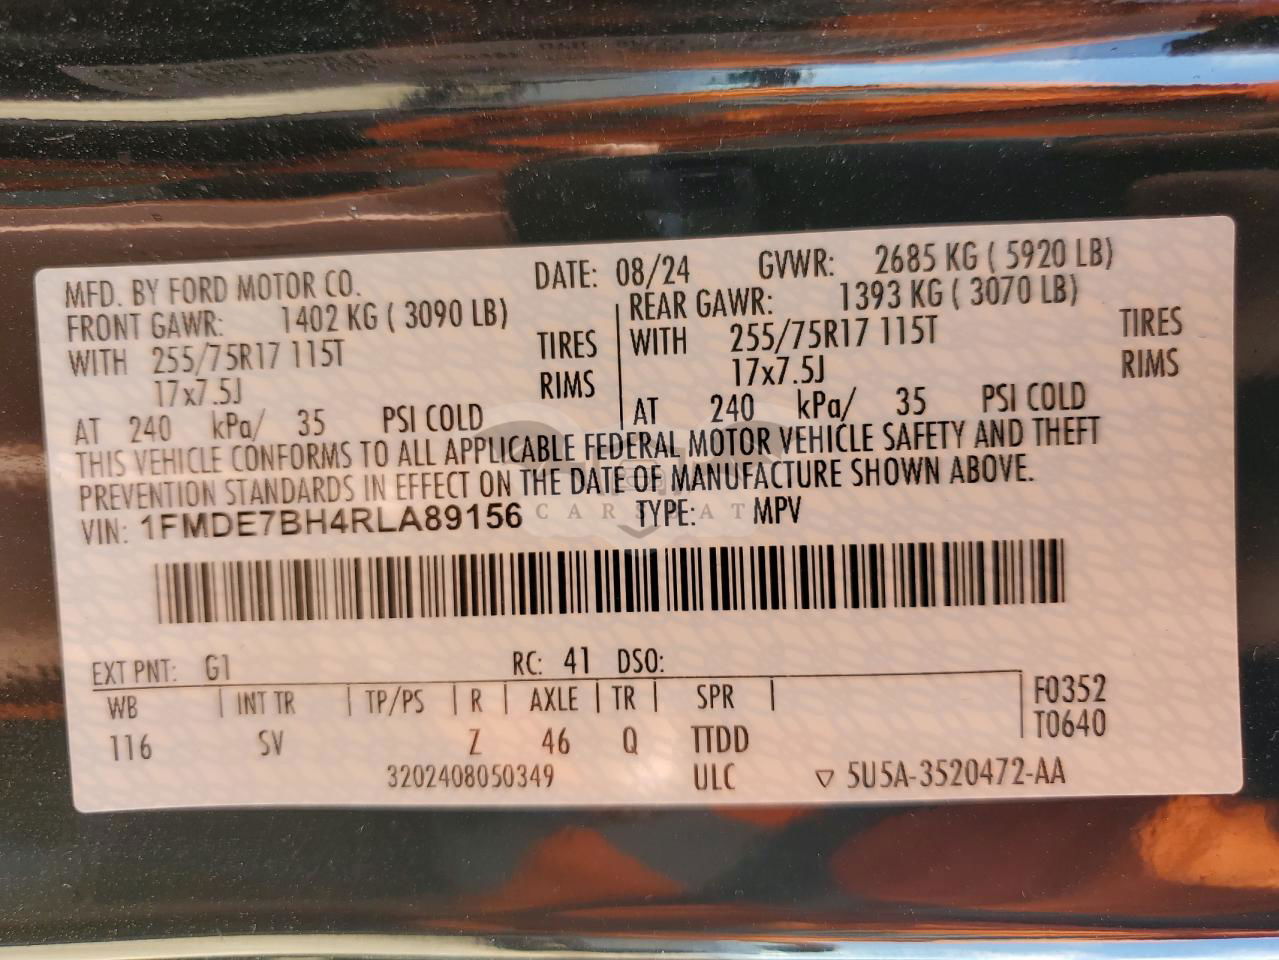 MFD. BY FORD MOTOR CO. DATE: 08/24 GVWR: 2685 KG ( 5920 LB)
FRONT GAWR: 1402 KG ( 3090 LB) REAR GAWR: 1393 KG ( 3070 LB)
WITH 255/75R17 115T TIRES WITH 255/75R17 115T TIRES
17x7.5J RIMS 17x7.5J RIMS
AT 240 kPa/ 35 PSI COLD AT 240 kPa/ 35 PSI COLD
THIS VEHICLE CONFORMS TO ALL APPLICABLE FEDERAL MOTOR VEHICLE SAFETY AND THEFT
PREVENTION STANDARDS IN EFFECT ON THE DATE OF MANUFACTURE SHOWN ABOVE.
VIN: 1FMDE7BH4RLA89156 TYPE: MPV
EXT PNT: G1 RC: 41 DSO:
WB | INT TR | TP/PS | R | AXLE | TR | SPR | F0352
T0640
116 SV Z 46 Q TTDD
3202408050349 ULC ▽ 5U5A-3520472-AA